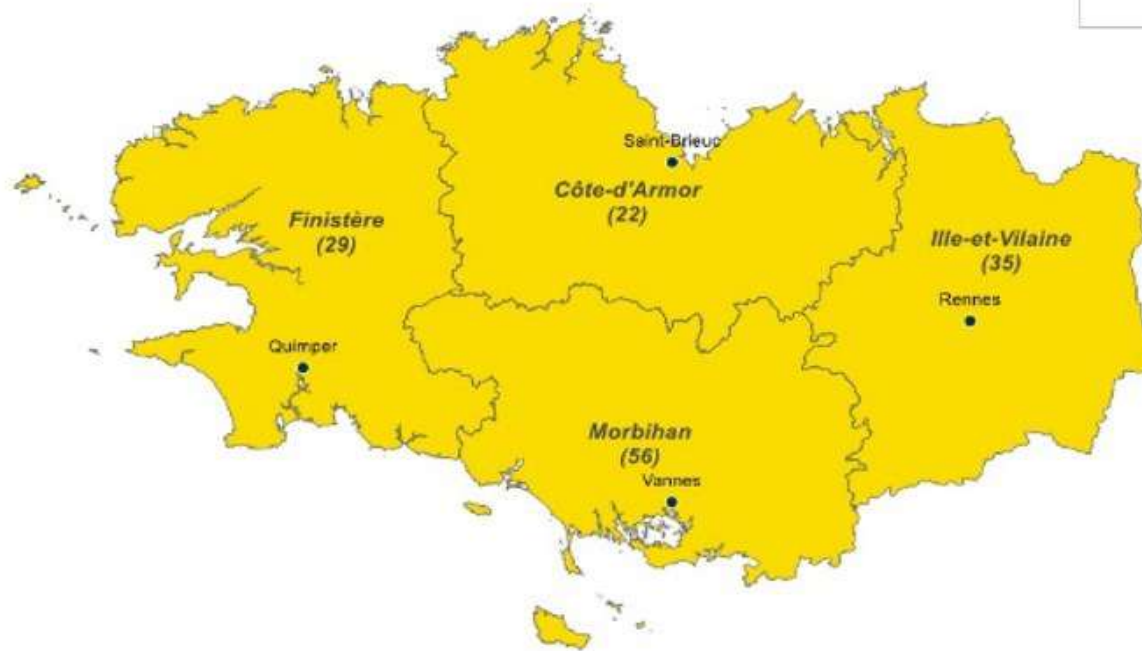 Saint-Brieuc
Côte-d'Armor
(22)
Finistère
(29)
Ille-et-Vilaine
(35)
Rennes
Quimper
Morbihan
(56)
Vannes